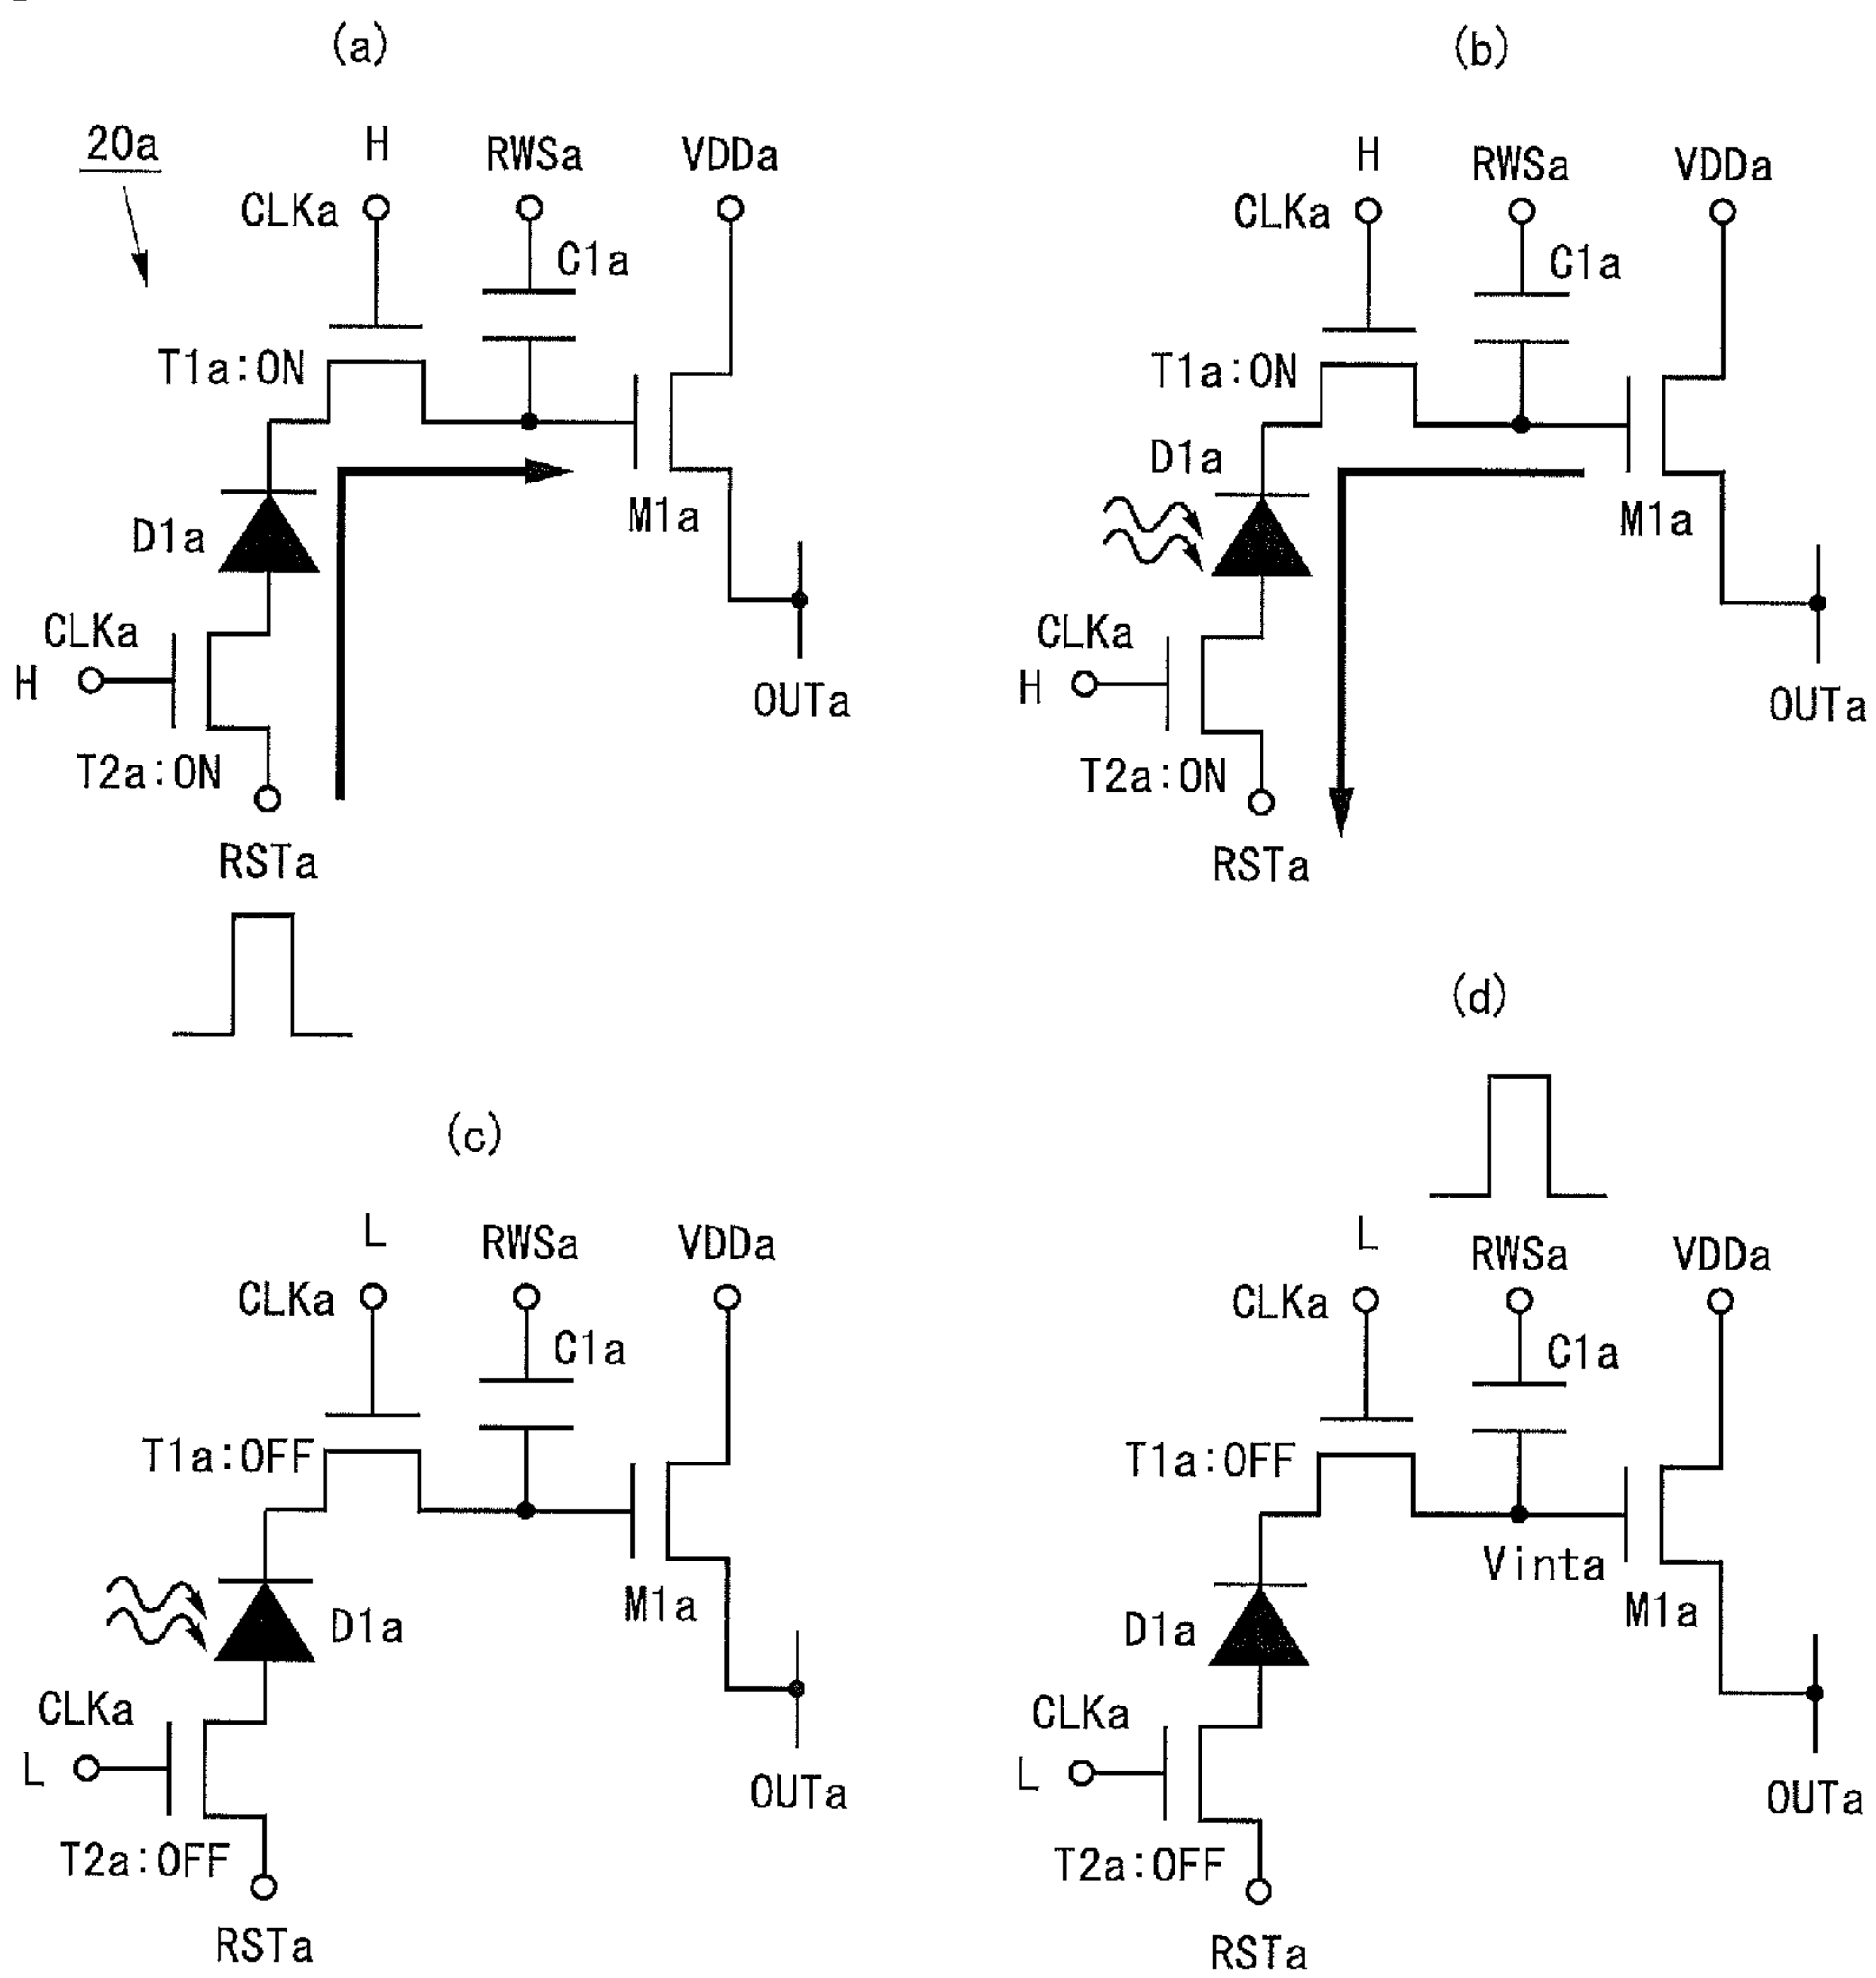 (a)
20a
H
RWSa
VDDa
CLKa
C1a
T1a:ON
D1a
M1a
CLKa
H
OUTa
T2a:ON
RSTa
(b)
H
RWSa
VDDa
CLKa
C1a
T1a:ON
D1a
M1a
CLKa
H
OUTa
T2a:ON
RSTa
(c)
L
RWSa
VDDa
CLKa
C1a
T1a:OFF
M1a
D1a
CLKa
L
OUTa
T2a:OFF
RSTa
(d)
L
RWSa
VDDa
CLKa
C1a
T1a:OFF
Vinta
M1a
D1a
CLKa
L
OUTa
T2a:OFF
RSTa